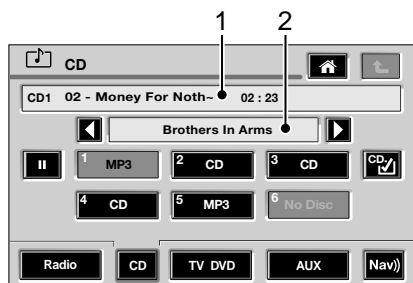 1 2
CD
CD1 02 - Money For Noth~ 02 : 23
Brothers In Arms
1 MP3 2 CD 3 CD CD
4 CD 5 MP3 6 No Disc
Radio CD TV DVD AUX Nav))